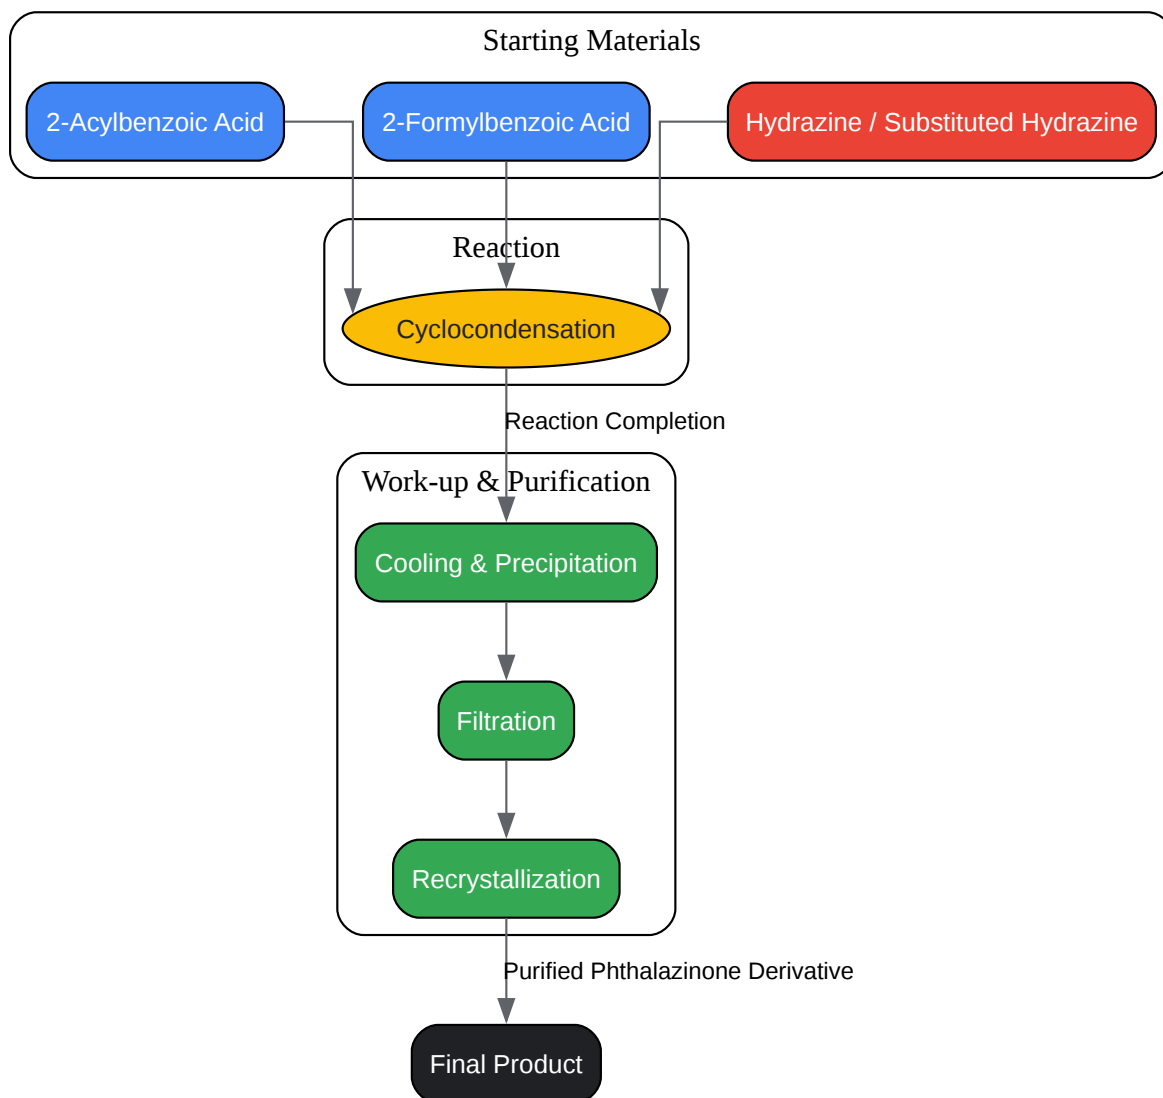 Starting Materials
2-Acylbenzoic Acid
2-Formylbenzoic Acid
Hydrazine / Substituted Hydrazine
Reaction
Cyclocondensation
Reaction Completion
Work-up & Purification
Cooling & Precipitation
Filtration
Recrystallization
Purified Phthalazinone Derivative
Final Product